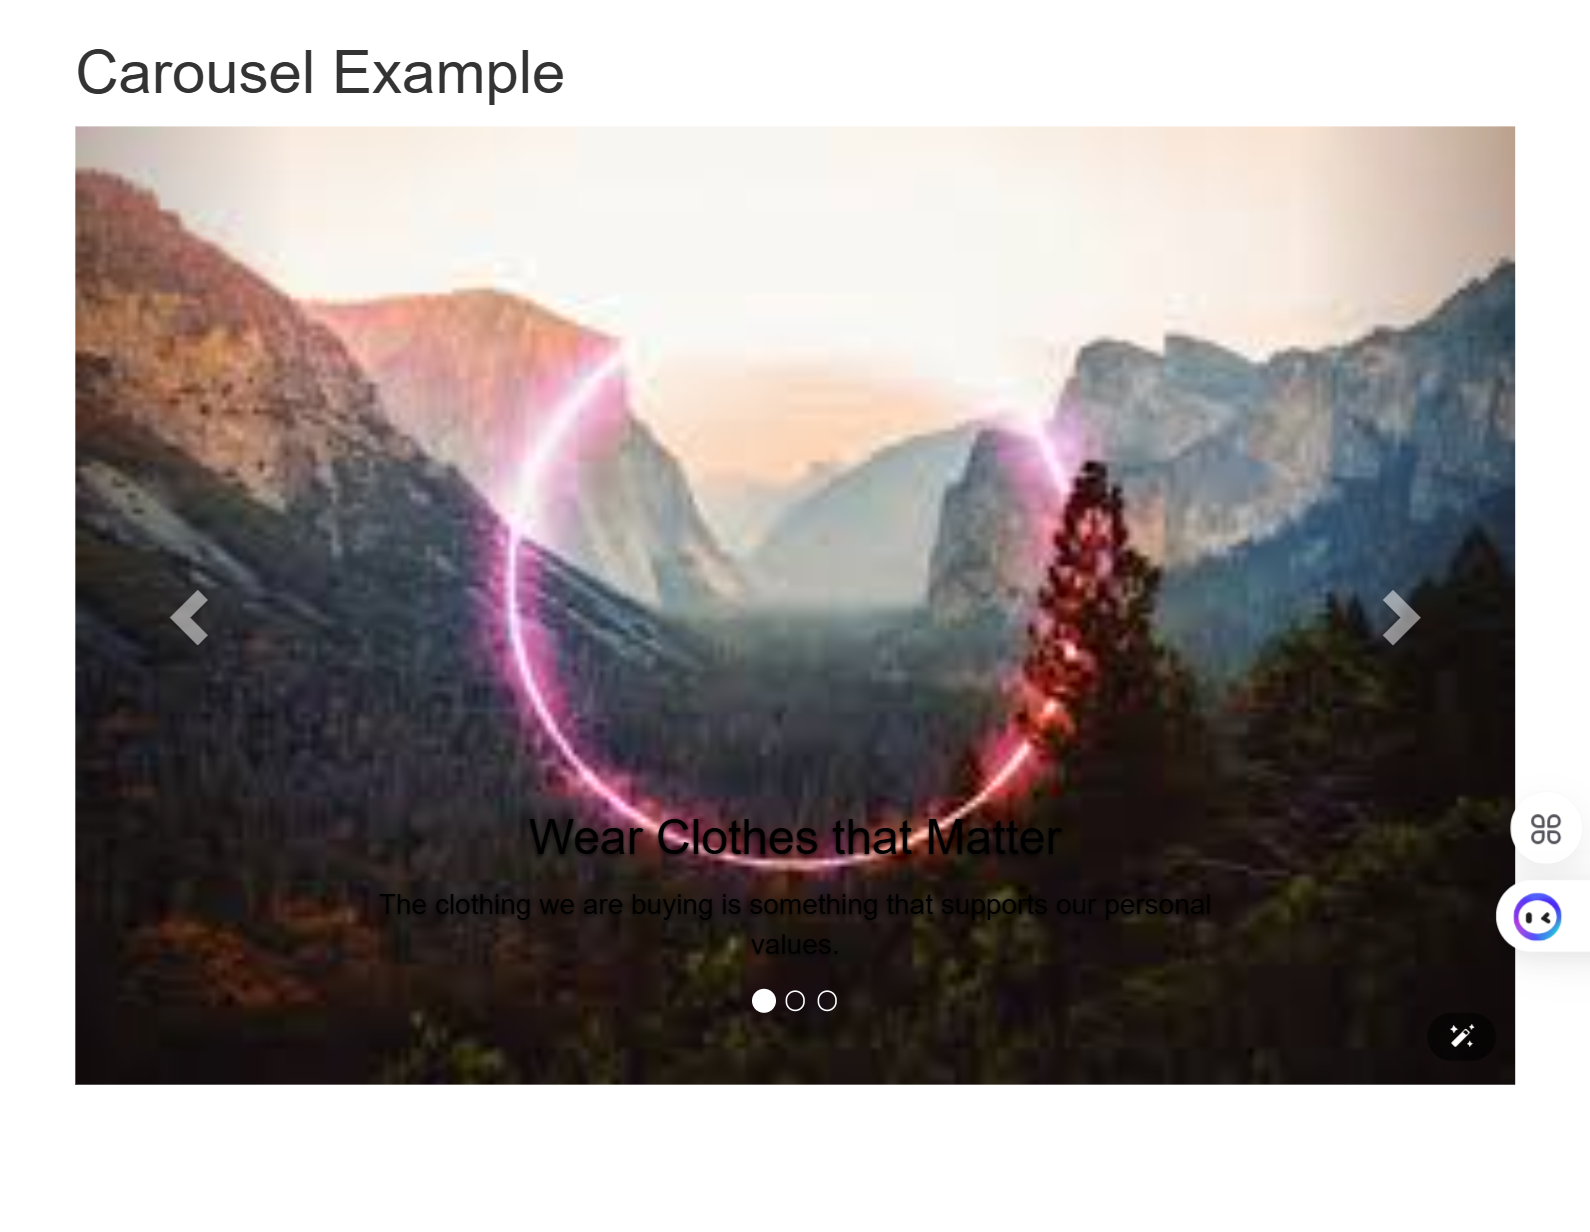 Carousel Example
Wear Clothes that Matter
The clothing we are buying is something that supports our personal
values.